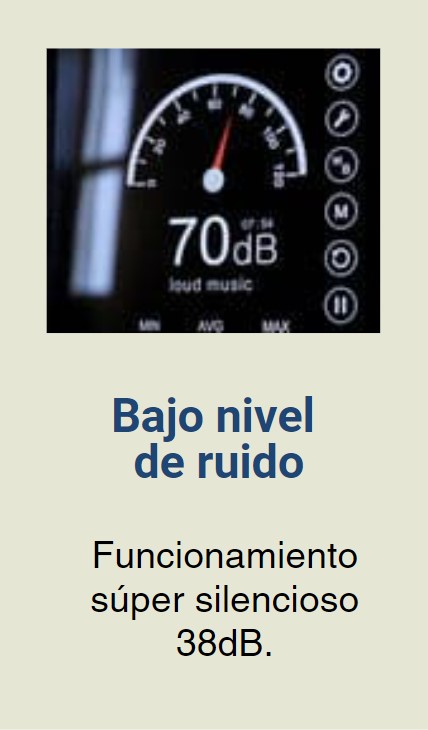 0
20
40
60
80
100
120
70dB
loud music
MIN AVG MAX
M
Bajo nivel
de ruido
Funcionamiento
súper silencioso
38dB.